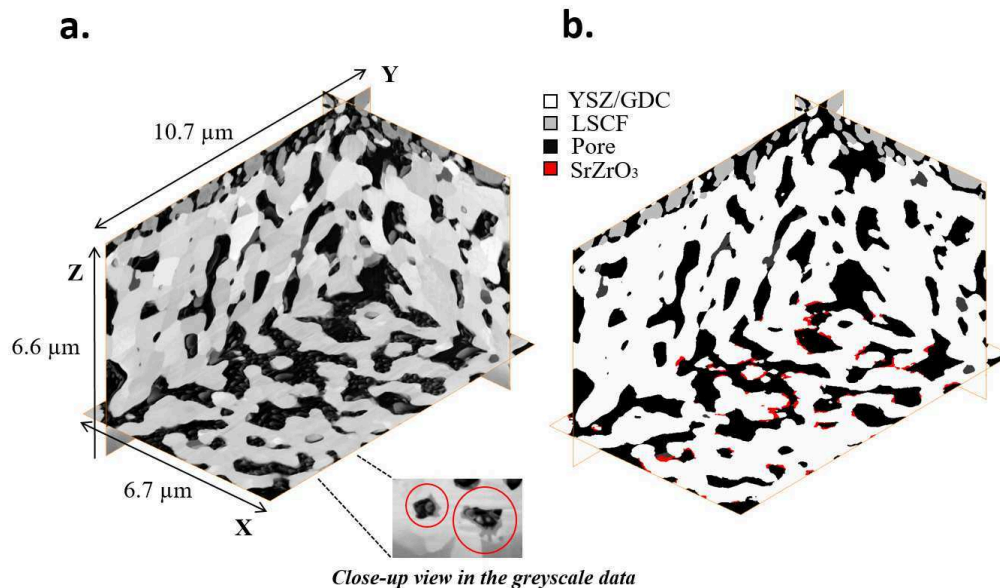 a.
Y
10.7 µm
Z
6.6 µm
6.7 µm
X
Close-up view in the greyscale data
b.
YSZ/GDC
LSCF
Pore
SrZrO₃